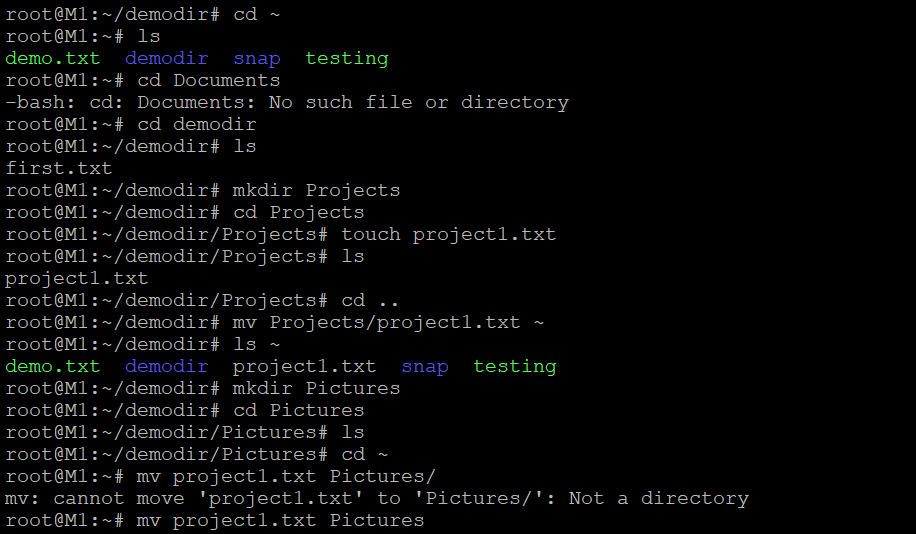 root@M1:~/demodir# cd ~
root@M1:~# ls
demo.txt  demodir  snap  testing
root@M1:~# cd Documents
-bash: cd: Documents: No such file or directory
root@M1:~# cd demodir
root@M1:~/demodir# ls
first.txt
root@M1:~/demodir# mkdir Projects
root@M1:~/demodir# cd Projects
root@M1:~/demodir/Projects# touch project1.txt
root@M1:~/demodir/Projects# ls
project1.txt
root@M1:~/demodir/Projects# cd ..
root@M1:~/demodir# mv Projects/project1.txt ~
root@M1:~/demodir# ls ~
demo.txt  demodir  project1.txt  snap  testing
root@M1:~/demodir# mkdir Pictures
root@M1:~/demodir# cd Pictures
root@M1:~/demodir/Pictures# ls
root@M1:~/demodir/Pictures# cd ~
root@M1:~# mv project1.txt Pictures/
mv: cannot move 'project1.txt' to 'Pictures/': Not a directory
root@M1:~# mv project1.txt Pictures